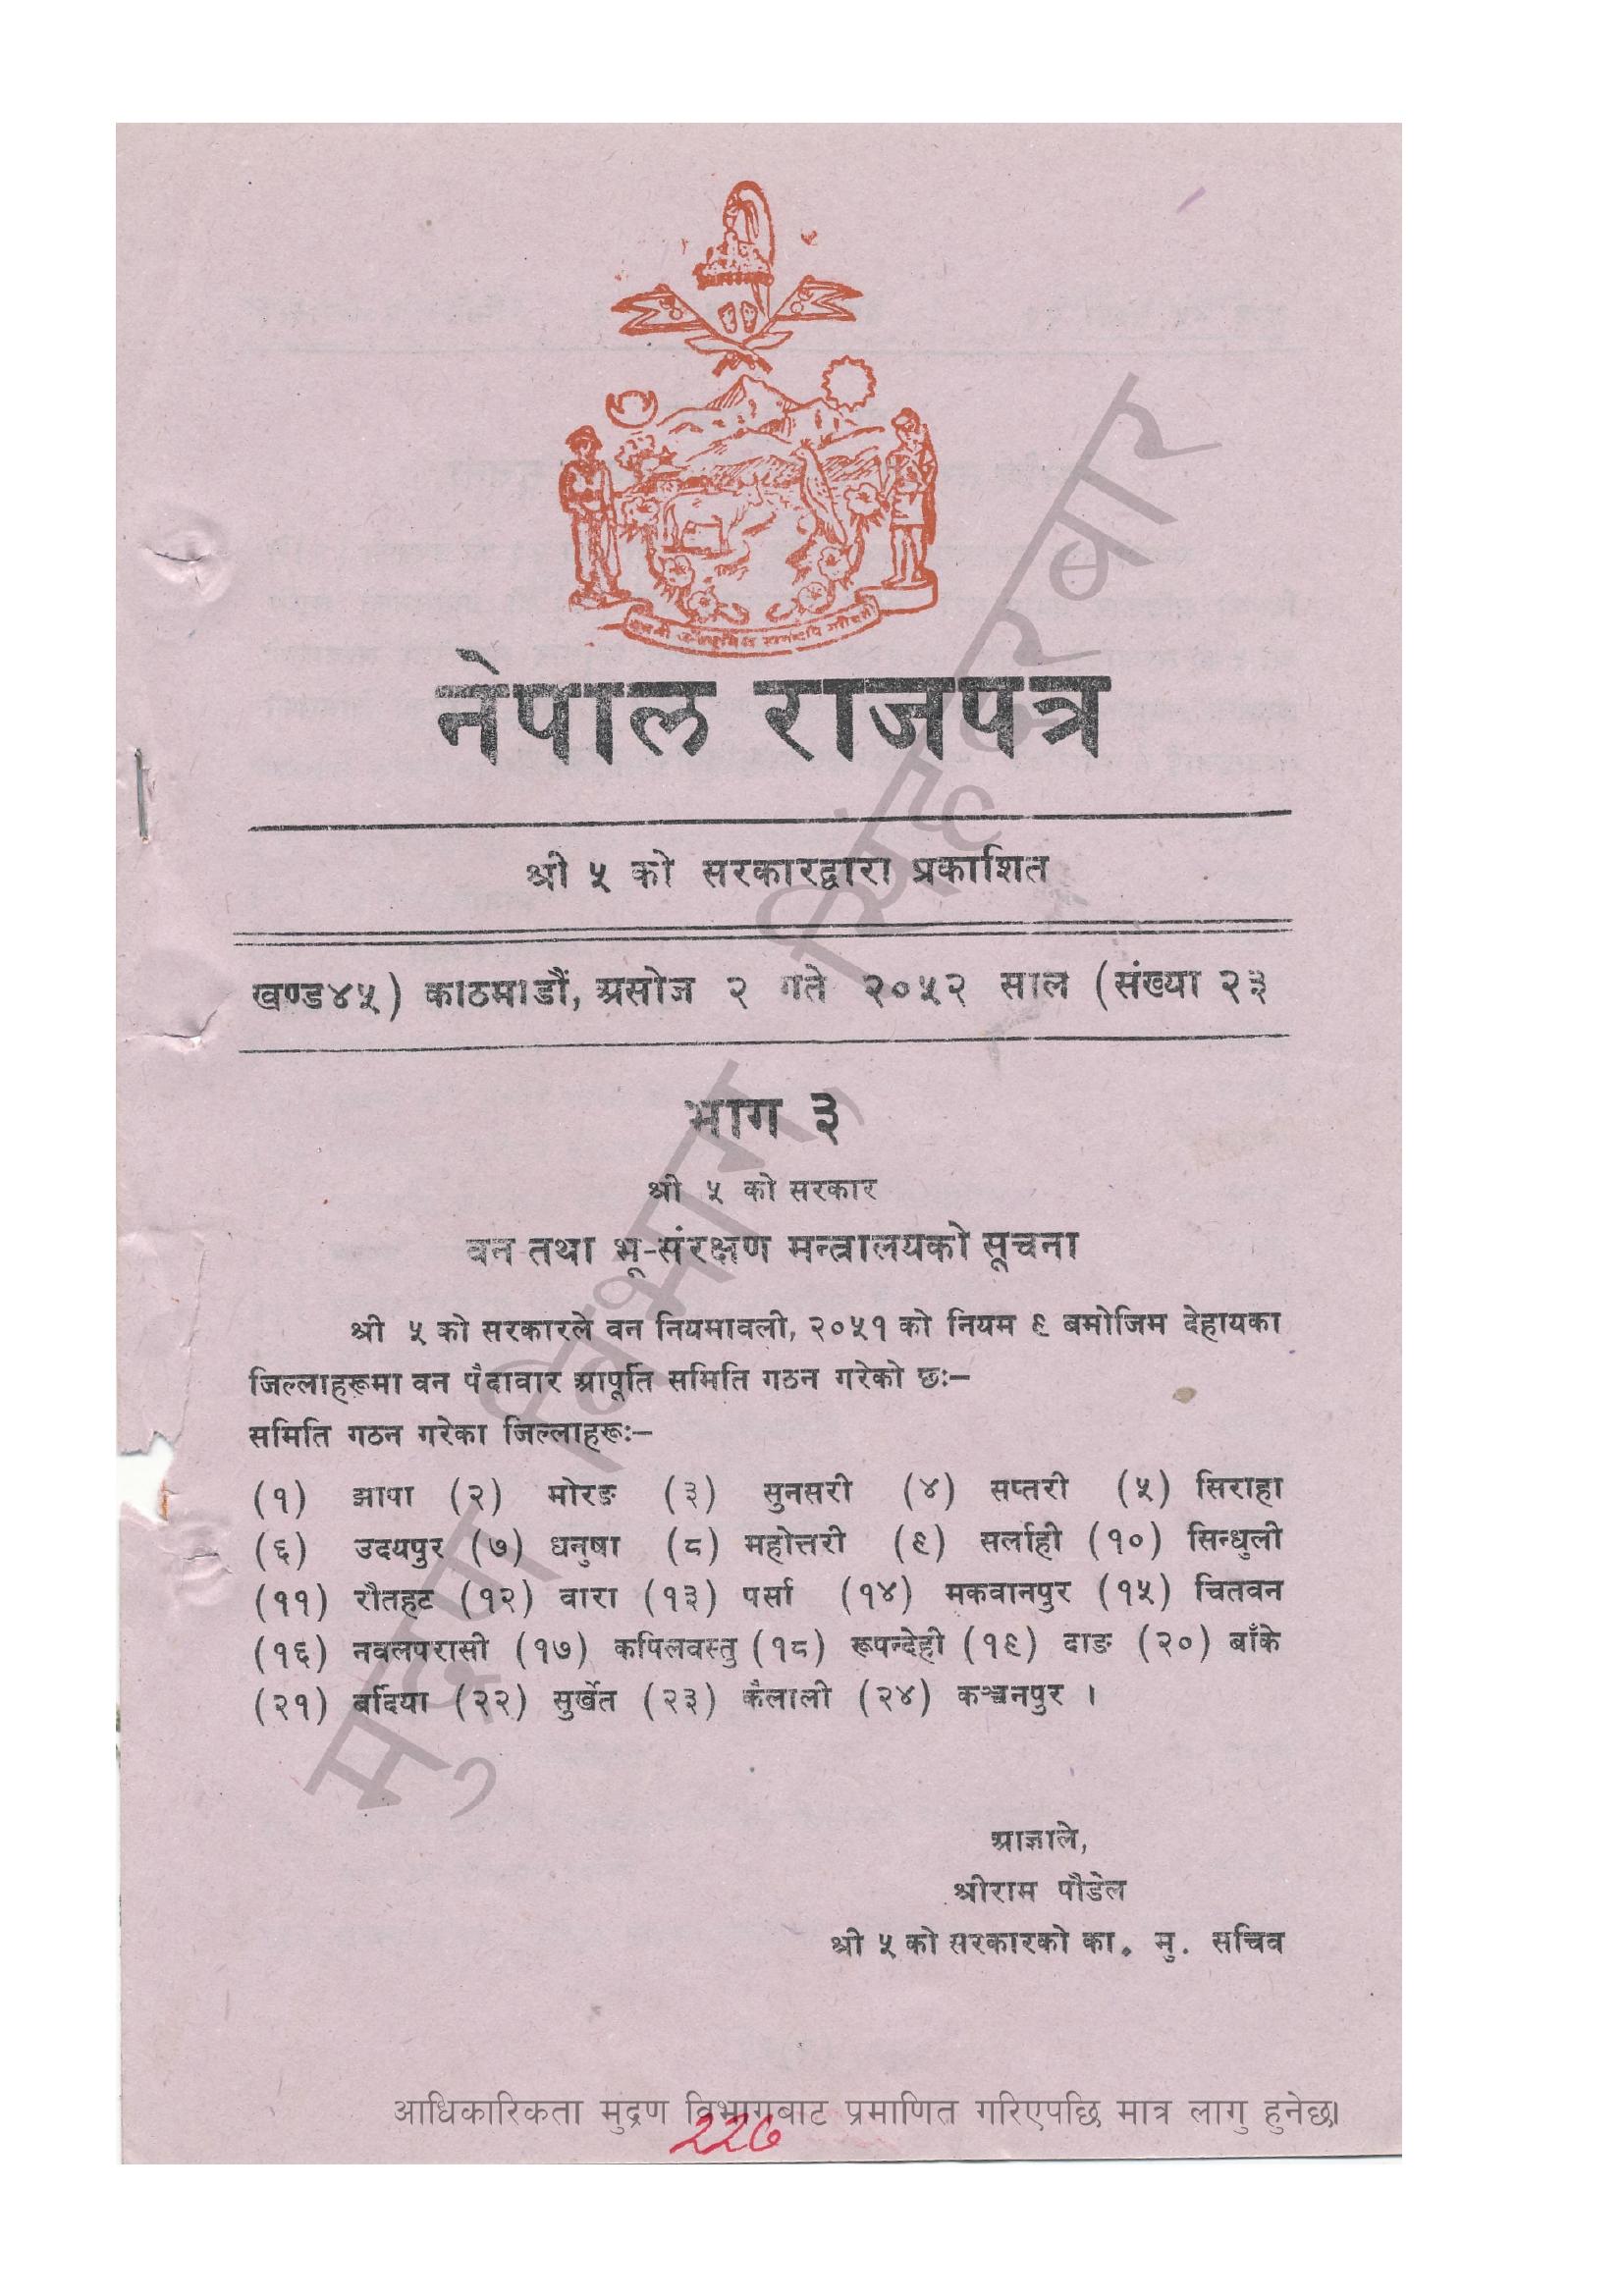 नेपाल राजपत्र
श्री ५ को सरकारद्वारा प्रकाशित
खण्ड४५) काठमाडौं, असोज २ गते २०५२ साल (संख्या २३
भाग ३
श्री ५ को सरकार
वन तथा भू-संरक्षण मन्त्रालयको सूचना
श्री ५ को सरकारले वन नियमावली, २०५१ को नियम ९ बमोजिम देहायका
जिल्लाहरूमा वन पैदावार आपूर्ति समिति गठन गरेको छः–
समिति गठन गरेका जिल्लाहरूः–
(१) झापा (२) मोरङ (३) सुनसरी (४) सप्तरी (५) सिराहा
(६) उदयपुर (७) धनुषा (८) महोत्तरी (९) सर्लाही (१०) सिन्धुली
(११) रौतहट (१२) वारा (१३) पर्सा (१४) मकवानपुर (१५) चितवन
(१६) नवलपरासी (१७) कपिलवस्तु (१८) रूपन्देही (१९) दाङ (२०) बाँके
(२१) बर्दिया (२२) सुर्खेत (२३) कैलाली (२४) कञ्चनपुर ।
आज्ञाले,
श्रीराम पौडेल
श्री ५ को सरकारको का. मु. सचिव
मुद्रण विभाग, सिंहदरबार
आधिकारिकता मुद्रण विभागबाट प्रमाणित गरिएपछि मात्र लागु हुनेछ।